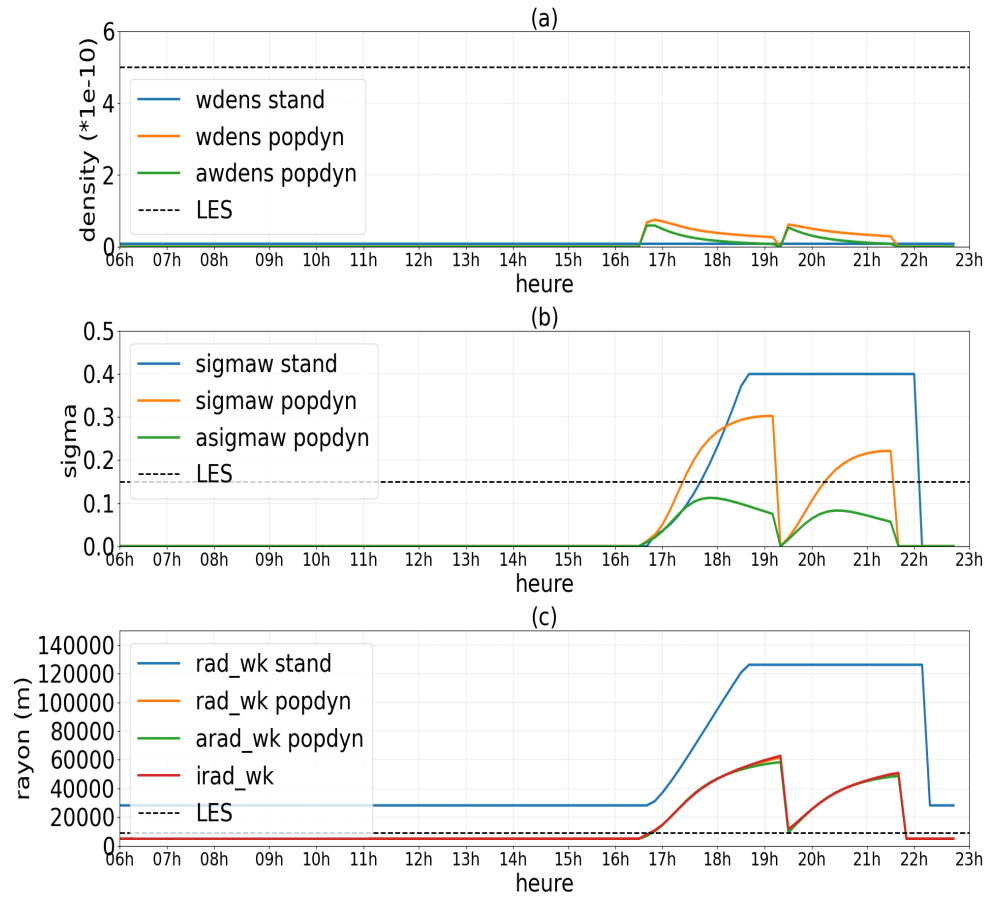 (a)
density (*1e-10)
6
4
2
0
wdens stand
wdens popdyn
awdens popdyn
LES
06h 07h 08h 09h 10h 11h 12h 13h 14h 15h 16h 17h 18h 19h 20h 21h 22h 23h
heure
(b)
sigma
0.5
0.4
0.3
0.2
0.1
0.0
sigmaw stand
sigmaw popdyn
asigmaw popdyn
LES
06h 07h 08h 09h 10h 11h 12h 13h 14h 15h 16h 17h 18h 19h 20h 21h 22h 23h
heure
(c)
rayon (m)
140000
120000
100000
80000
60000
40000
20000
0
rad_wk stand
rad_wk popdyn
arad_wk popdyn
irad_wk
LES
06h 07h 08h 09h 10h 11h 12h 13h 14h 15h 16h 17h 18h 19h 20h 21h 22h 23h
heure